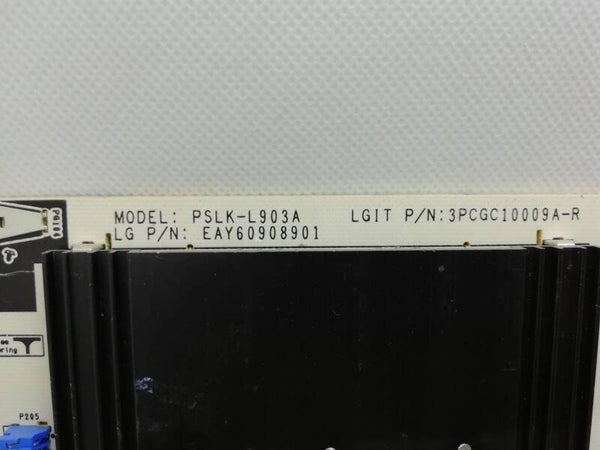 MODEL: PSLK-L903A LGIT P/N:3PCGC10009A-R
LG P/N: EAY60908901
P205